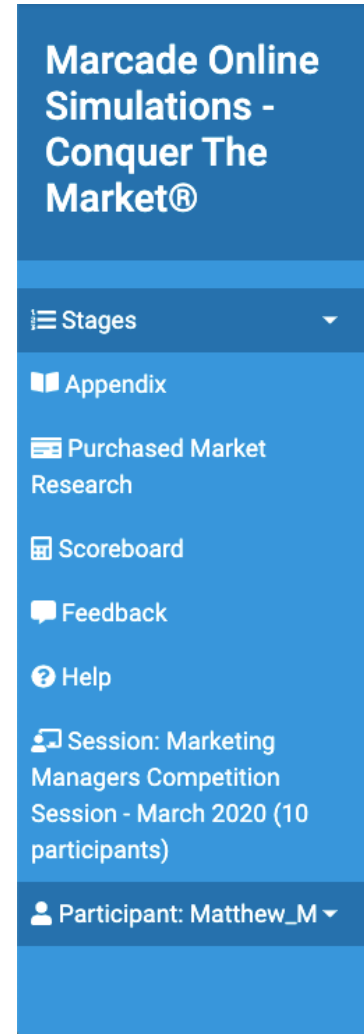 Marcade Online
Simulations -
Conquer The
Market®
Stages
Appendix
Purchased Market
Research
Scoreboard
Feedback
Help
Session: Marketing
Managers Competition
Session - March 2020 (10
participants)
Participant: Matthew_M